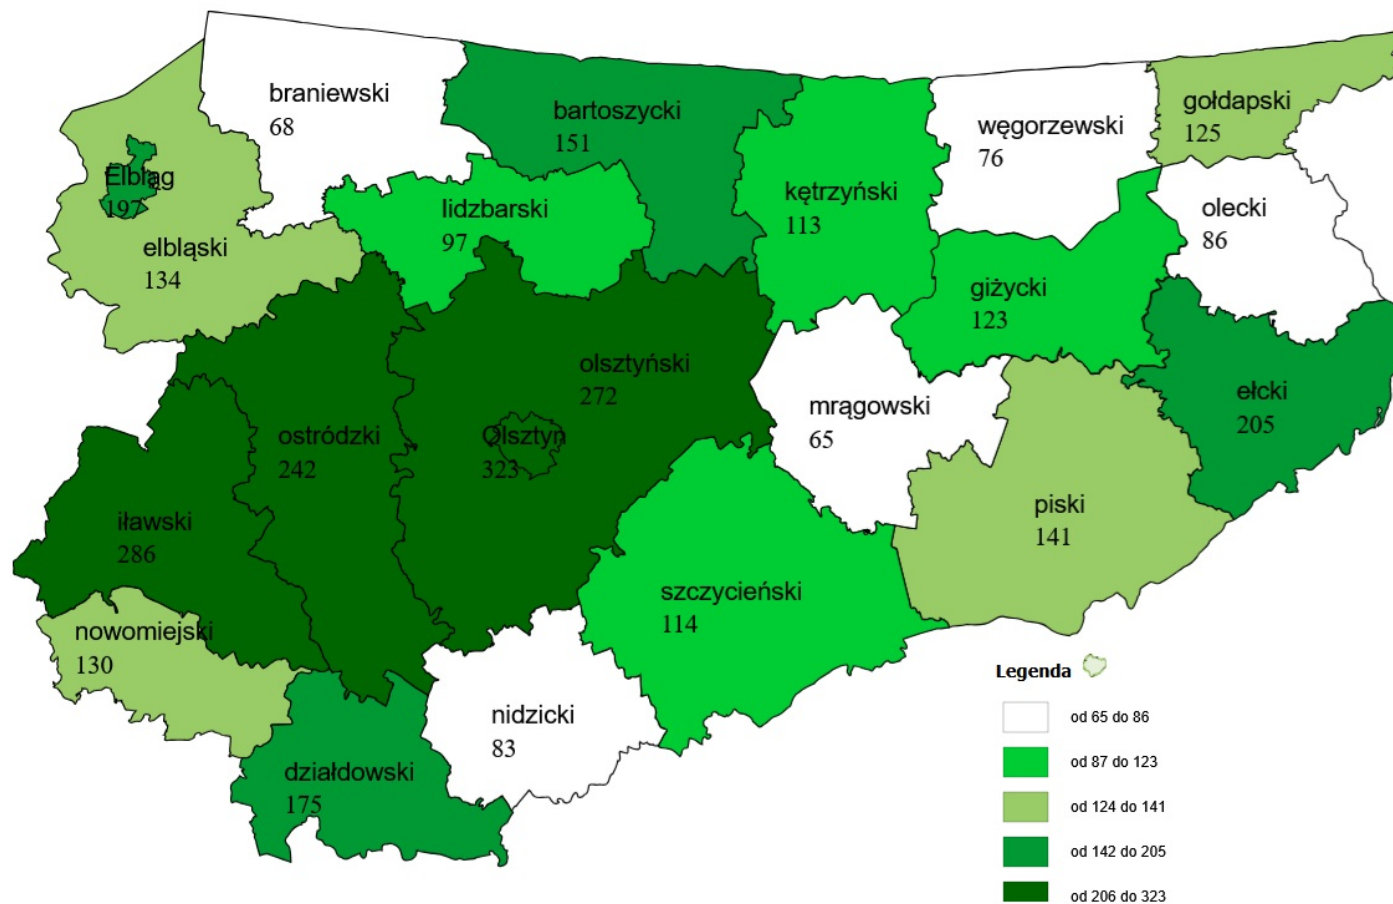 braniewski
68
bartoszycki
151
gołdapski
125
węgorzewski
76
Elbląg
197
lidzbarski
97
kętrzyński
113
olecki
86
elbląski
134
giżycki
123
olsztyński
272
ełcki
205
mrągowski
65
ostródzki
242
Olsztyn
323
iławski
286
piski
141
szczycieński
114
nowomiejski
130
nidzicki
83
działdowski
175
Legenda
od 65 do 86
od 87 do 123
od 124 do 141
od 142 do 205
od 206 do 323